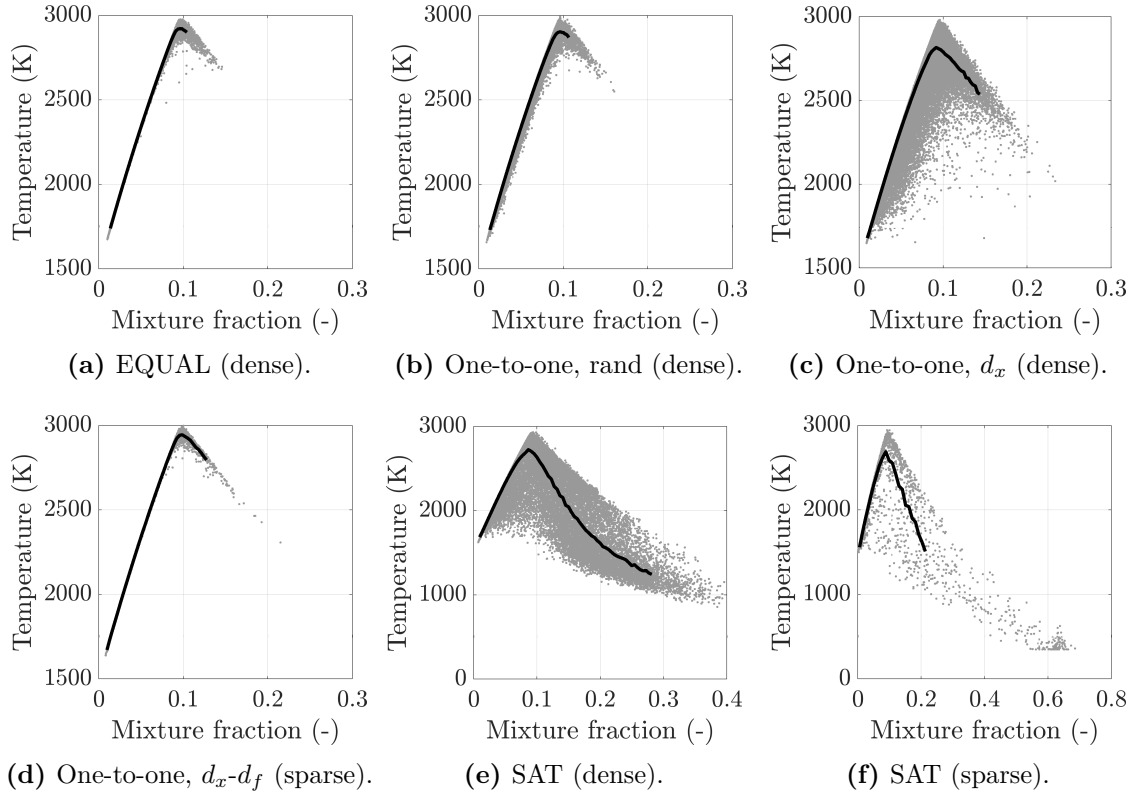 3000
2500
2000
1500
Temperature (K)
0
0.1
0.2
0.3
Mixture fraction (-)
(a) EQUAL (dense).
3000
2500
2000
1500
Temperature (K)
0
0.1
0.2
0.3
Mixture fraction (-)
(b) One-to-one, rand (dense).
3000
2500
2000
1500
Temperature (K)
0
0.1
0.2
0.3
Mixture fraction (-)
(c) One-to-one, dₓ (dense).
3000
2500
2000
1500
Temperature (K)
0
0.1
0.2
0.3
Mixture fraction (-)
(d) One-to-one, d_x-d_f (sparse).
3000
2000
1000
0
Temperature (K)
0
0.1
0.2
0.3
0.4
Mixture fraction (-)
(e) SAT (dense).
3000
2000
1000
0
Temperature (K)
0
0.2
0.4
0.6
0.8
Mixture fraction (-)
(f) SAT (sparse).